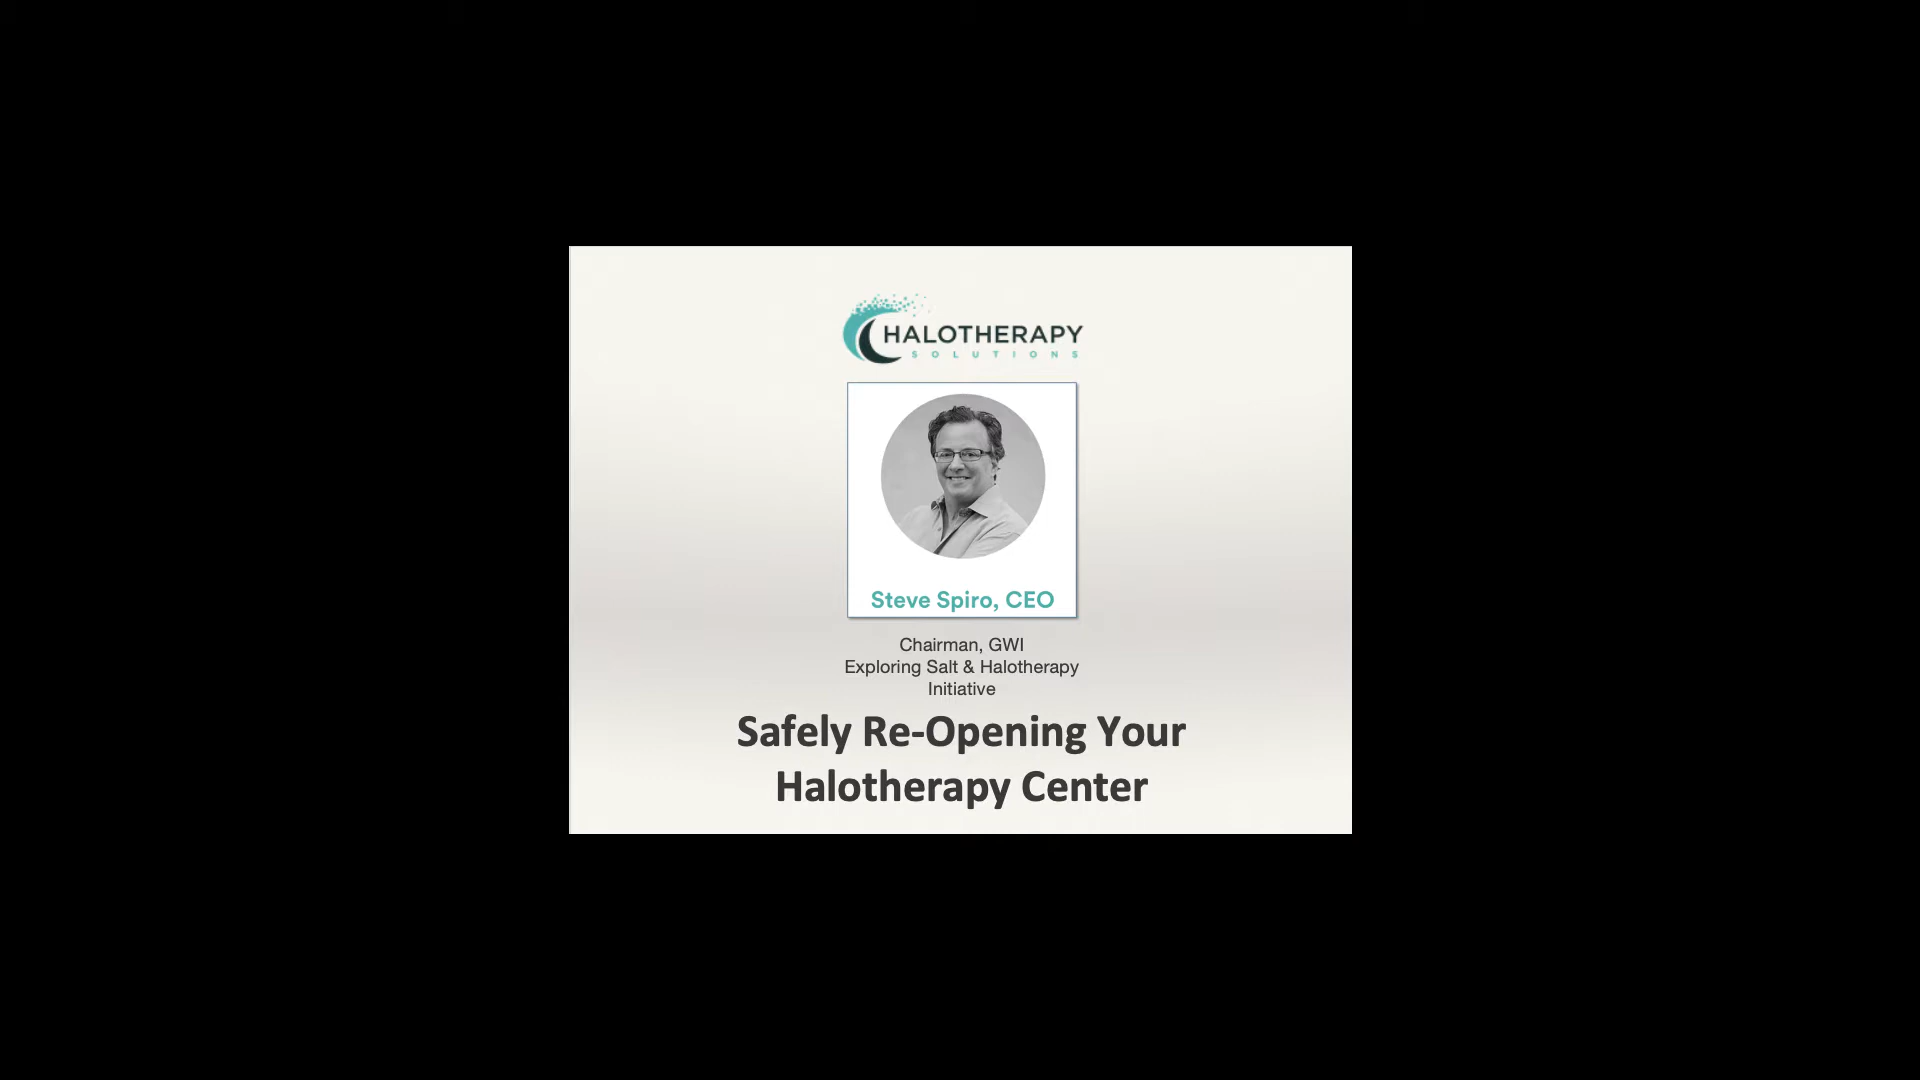 HALOTHERAPY
SOLUTIONS
Steve Spiro, CEO
Chairman, GWI
Exploring Salt & Halotherapy
Initiative
Safely Re-Opening Your
Halotherapy Center